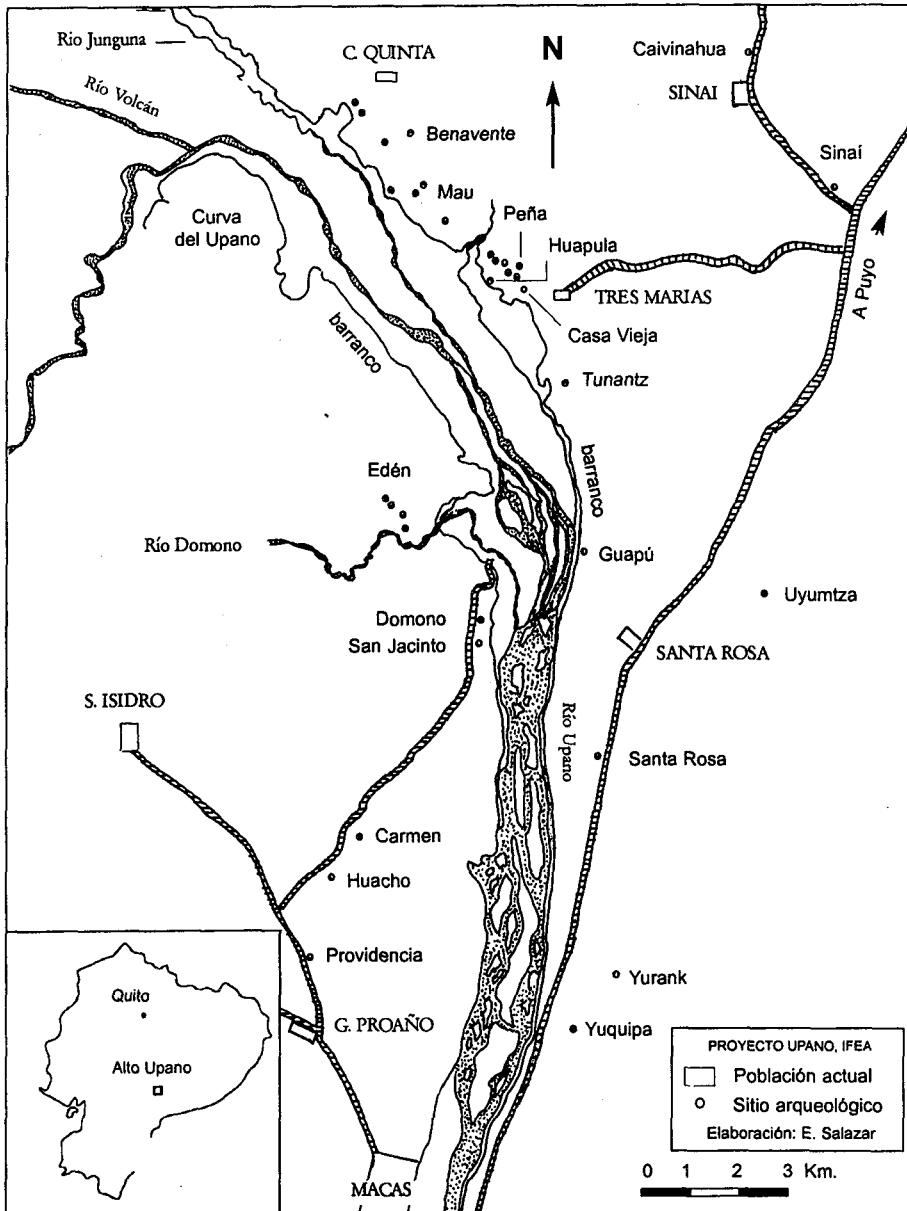 Río Junguna
C. QUINTA
N
Caivinahua
SINAI
Río Volcán
Benavente
Sinaí
Mau
Peña
Curva
del Upano
Huapula
TRES MARIAS
A Puyo
Casa Vieja
barranco
Tunantz
barranco
Edén
Río Domono
Guapú
Uyumtza
Domono
San Jacinto
SANTA ROSA
S. ISIDRO
Río Upano
Santa Rosa
Carmen
Huacho
Providencia
Yurank
Quito
G. PROAÑO
Yuquipa
Alto Upano
PROYECTO UPANO, IFEA
Población actual
Sitio arqueológico
Elaboración: E. Salazar
0 1 2 3 Km.
MACAS